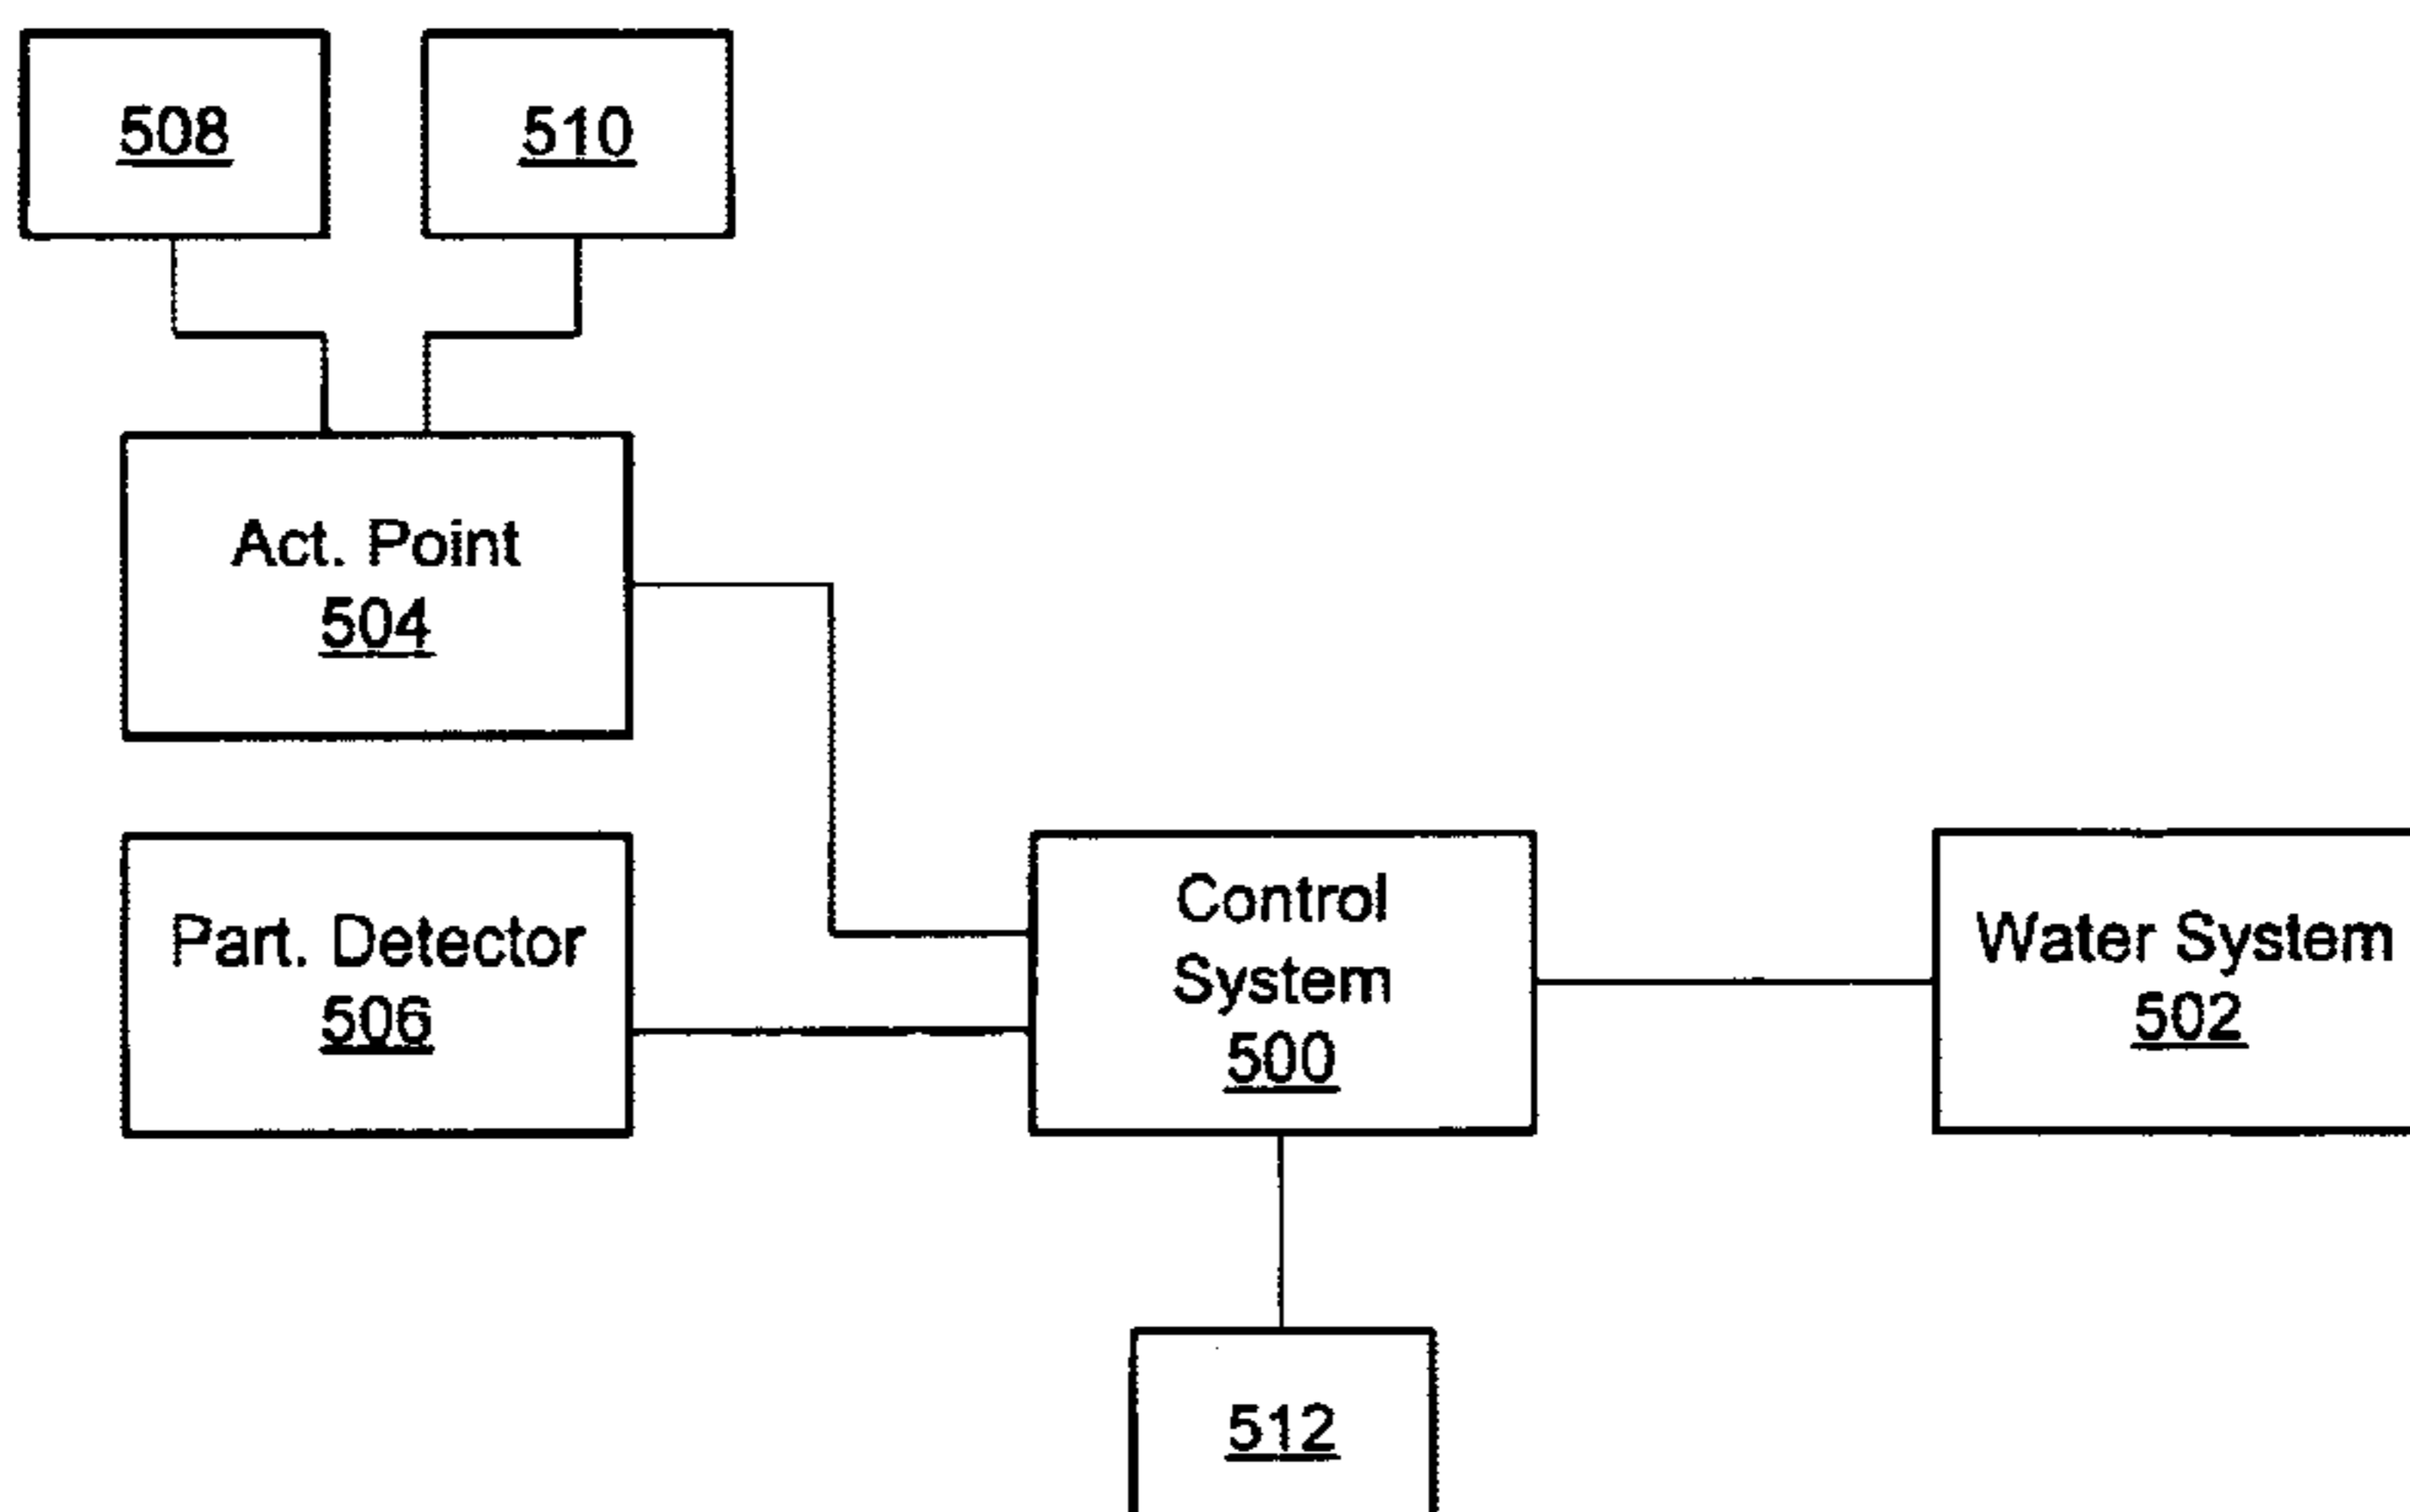 508
510
Act. Point
504
Part. Detector
506
Control
System
500
Water System
502
512